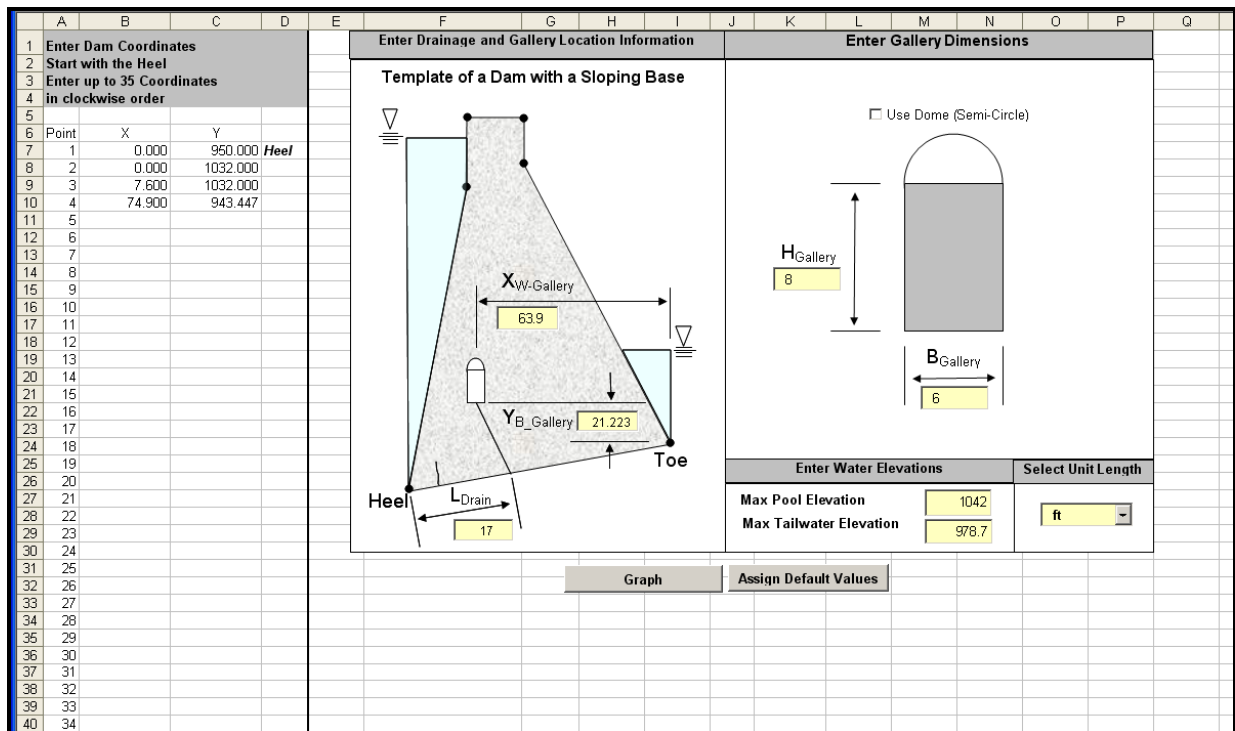 A B C D E F G H I J K L M N O P Q
1 Enter Dam Coordinates
2 Start with the Heel
3 Enter up to 35 Coordinates
4 in clockwise order
5
6 Point X Y
7 1 0.000 950.000 Heel
8 2 0.000 1032.000
9 3 7.600 1032.000
10 4 74.900 943.447
11 5
12 6
13 7
14 8
15 9
16 10
17 11
18 12
19 13
20 14
21 15
22 16
23 17
24 18
25 19
26 20
27 21
28 22
29 23
30 24
31 25
32 26
33 27
34 28
35 29
36 30
37 31
38 32
39 33
40 34
Enter Drainage and Gallery Location Information
Template of a Dam with a Sloping Base
XW-Gallery
63.9
YB_Gallery 21.223
Toe
Heel
LDrain
17
Enter Gallery Dimensions
Use Dome (Semi-Circle)
HGallery
8
BGallery
6
Enter Water Elevations
Max Pool Elevation 1042
Max Tailwater Elevation 978.7
Select Unit Length
ft
Graph
Assign Default Values